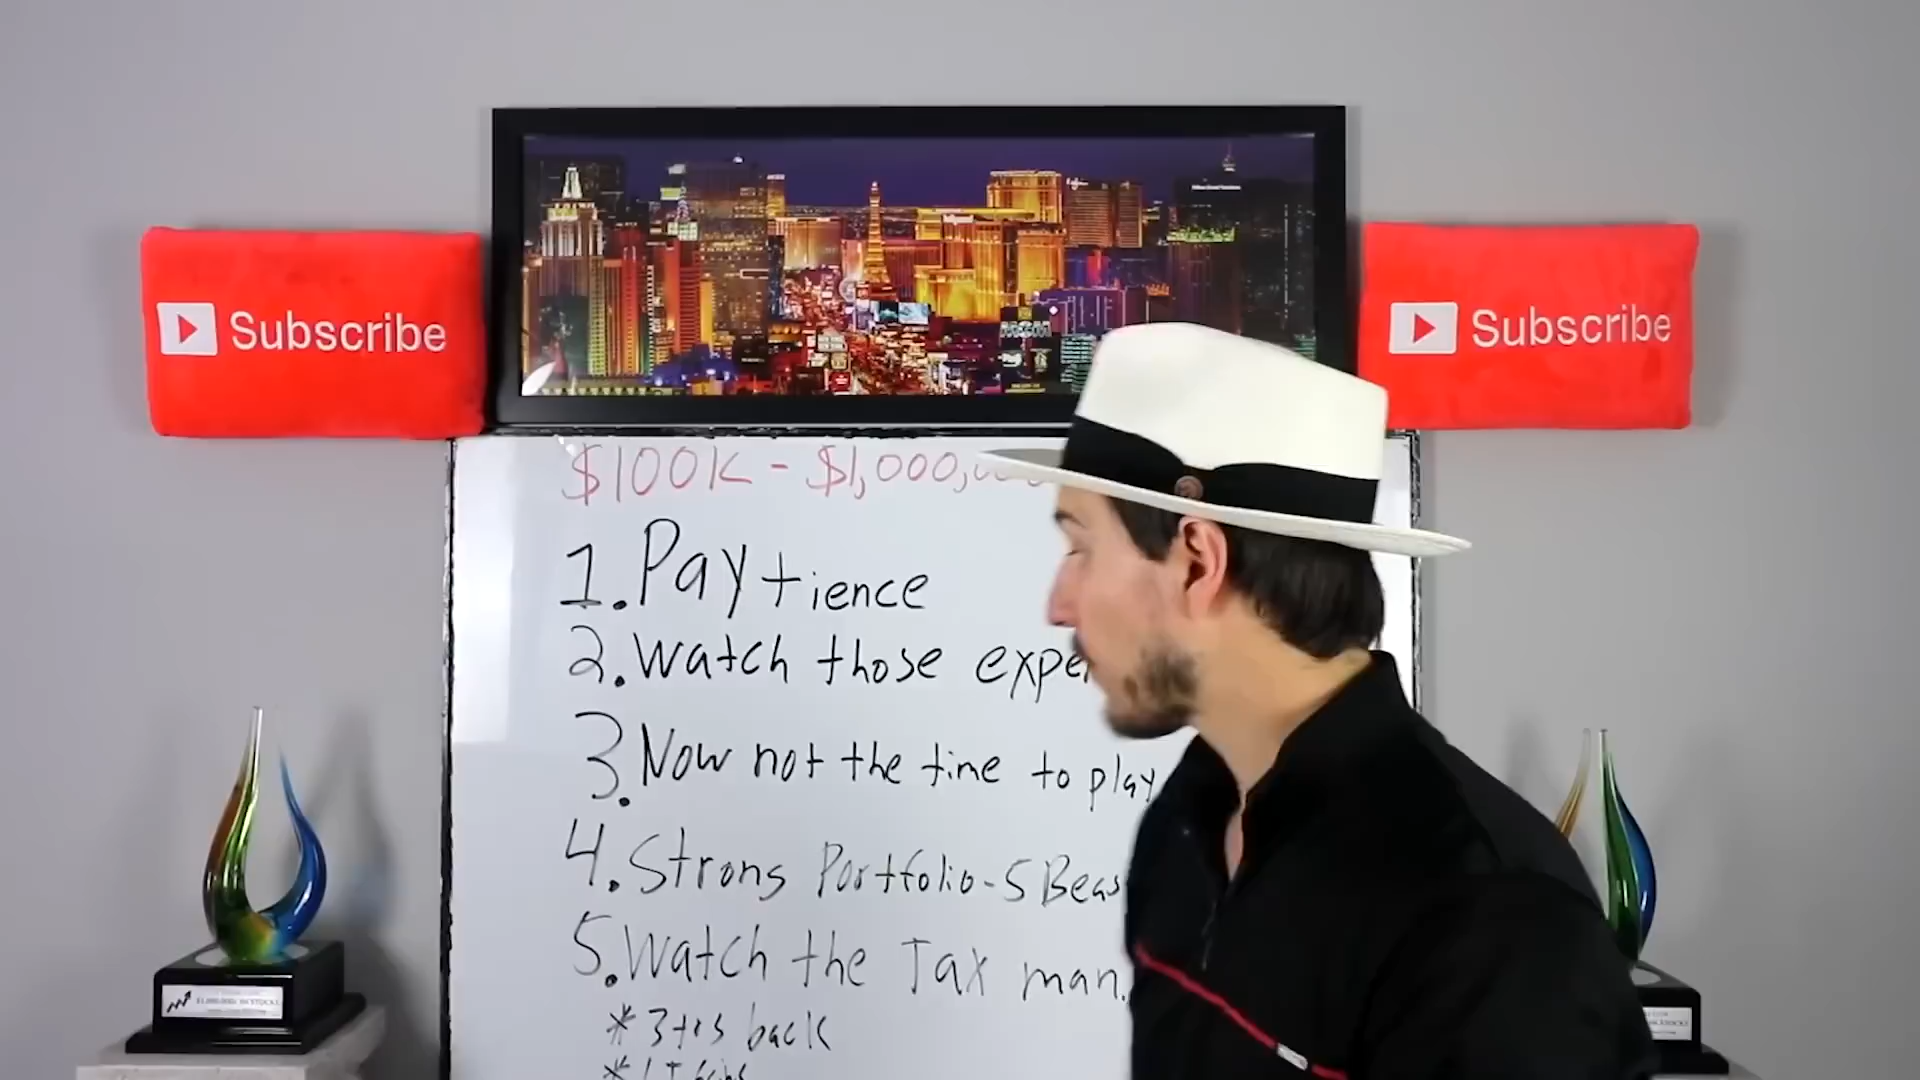 Subscribe
Subscribe
$100K - $1,000,
1. Paytience
2. Watch those expe
3. Now not the time to play
4. Strong Portfolio - 5 Beas
5. Watch the Tax man.
* 3 yrs back